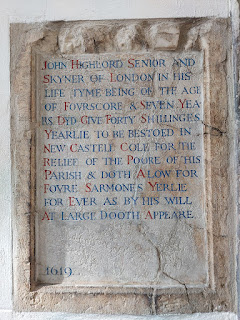 JOHN HIGHLORD SENIOR AND
SKYNER OF LONDON IN HIS
LIFE TYME BEING OF THE AGE
OF FOVRSCORE & SEVEN YEA
RS DYD GIVE FORTY SHILLINGES
YEARLIE TO BE BESTOED IN
NEW CASTELL COLE FOR THE
RELIEF OF THE POORE OF HIS
PARISH & DOTH ALOW FOR
FOVRE SARMONES YERLIE
FOR EVER AS BY HIS WILL
AT LARGE DOOTH APPEARE.
1619.